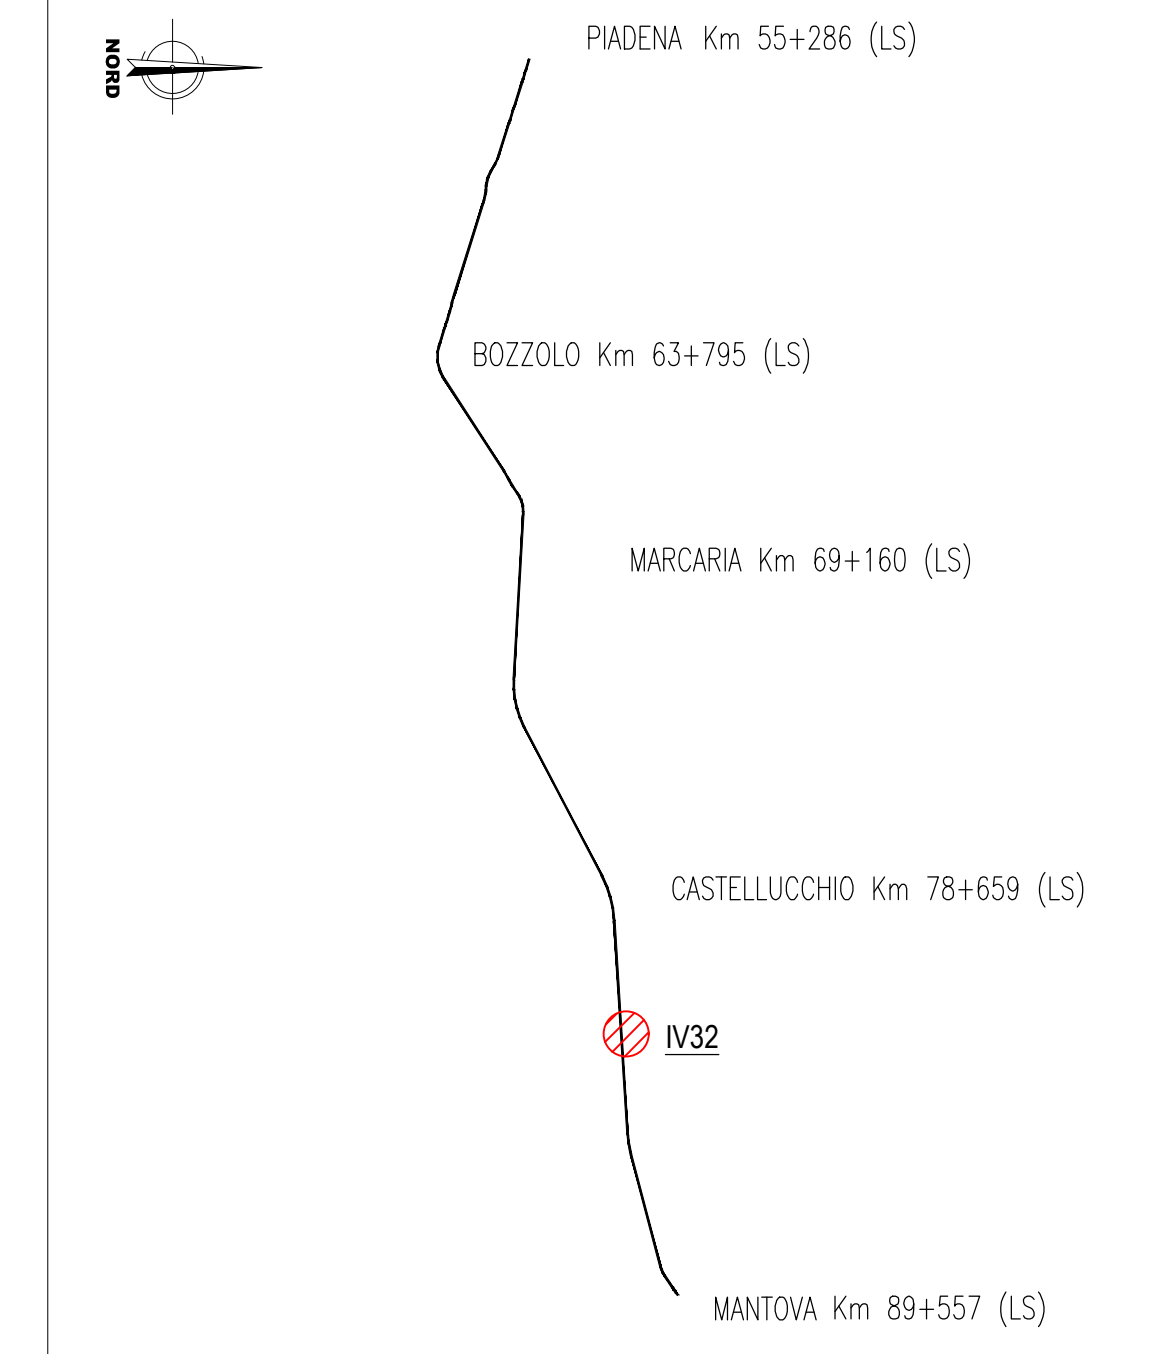 NORD
PIADENA Km 55+286 (LS)
BOZZOLO Km 63+795 (LS)
MARCARIA Km 69+160 (LS)
CASTELLUCCHIO Km 78+659 (LS)
IV32
MANTOVA Km 89+557 (LS)